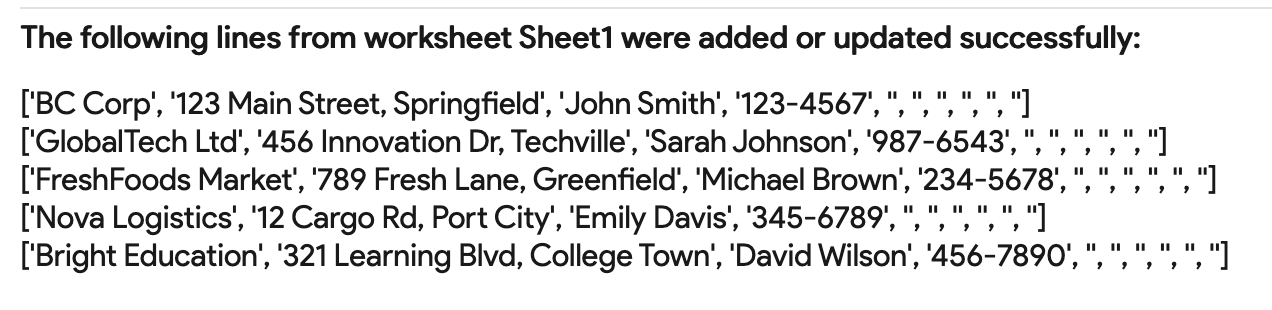 The following lines from worksheet Sheet1 were added or updated successfully:
['BC Corp', '123 Main Street, Springfield', 'John Smith', '123-4567', '', '', '', '', '', '']
['GlobalTech Ltd', '456 Innovation Dr, Techville', 'Sarah Johnson', '987-6543', '', '', '', '', '', '']
['FreshFoods Market', '789 Fresh Lane, Greenfield', 'Michael Brown', '234-5678', '', '', '', '', '', '']
['Nova Logistics', '12 Cargo Rd, Port City', 'Emily Davis', '345-6789', '', '', '', '', '', '']
['Bright Education', '321 Learning Blvd, College Town', 'David Wilson', '456-7890', '', '', '', '', '', '']